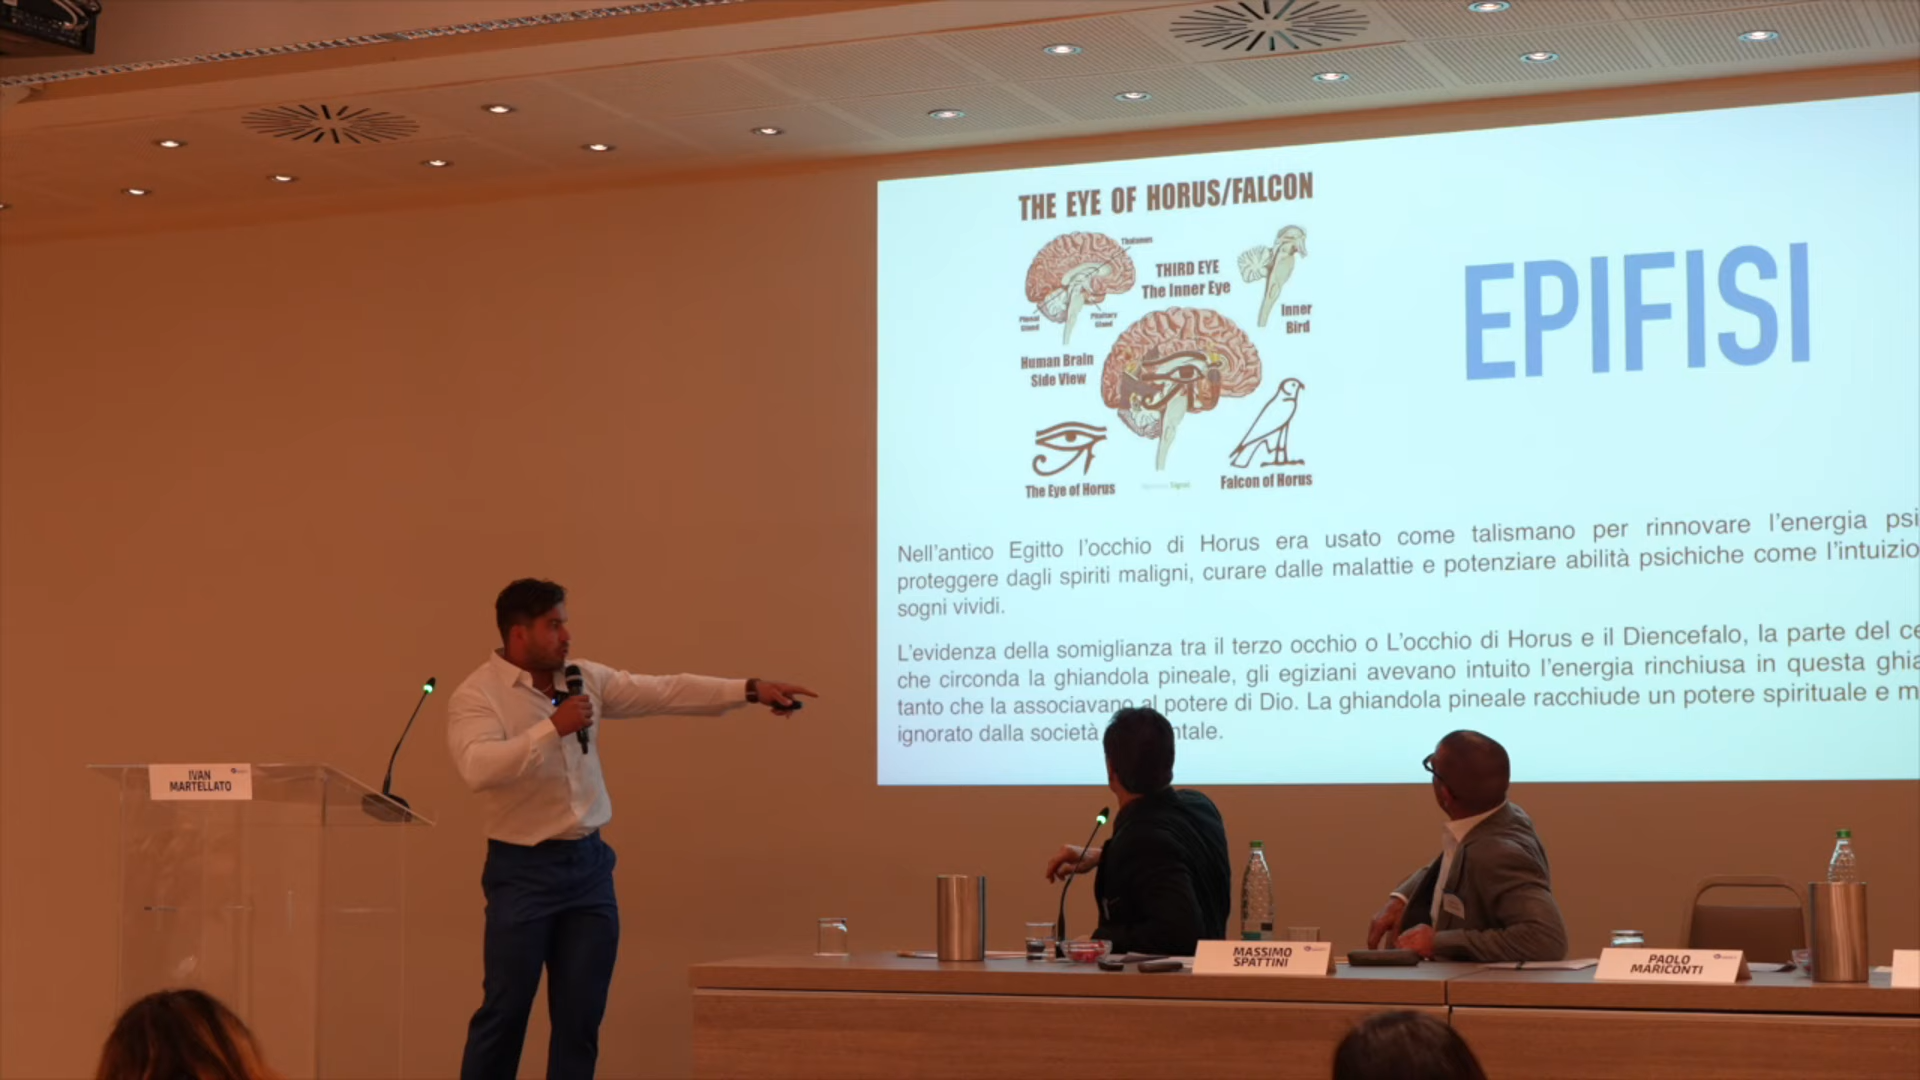 THE EYE OF HORUS/FALCON
Thalamus
THIRD EYE
The Inner Eye
Pineal
Gland
Pituitary
Gland
Inner
Bird
Human Brain
Side View
The Eye of Horus
Falcon of Horus
EPIFISI
Nell'antico Egitto l'occhio di Horus era usato come talismano per rinnovare l'energia psi
proteggere dagli spiriti maligni, curare dalle malattie e potenziare abilità psichiche come l'intuizio
sogni vividi.
L'evidenza della somiglianza tra il terzo occhio o L'occhio di Horus e il Diencefalo, la parte del ce
che circonda la ghiandola pineale, gli egiziani avevano intuito l'energia rinchiusa in questa ghia
tanto che la associavano al potere di Dio. La ghiandola pineale racchiude un potere spirituale e m
ignorato dalla società ntale.
IVAN
MARTELLATO
MASSIMO
SPATTINI
PAOLO
MARICONTI